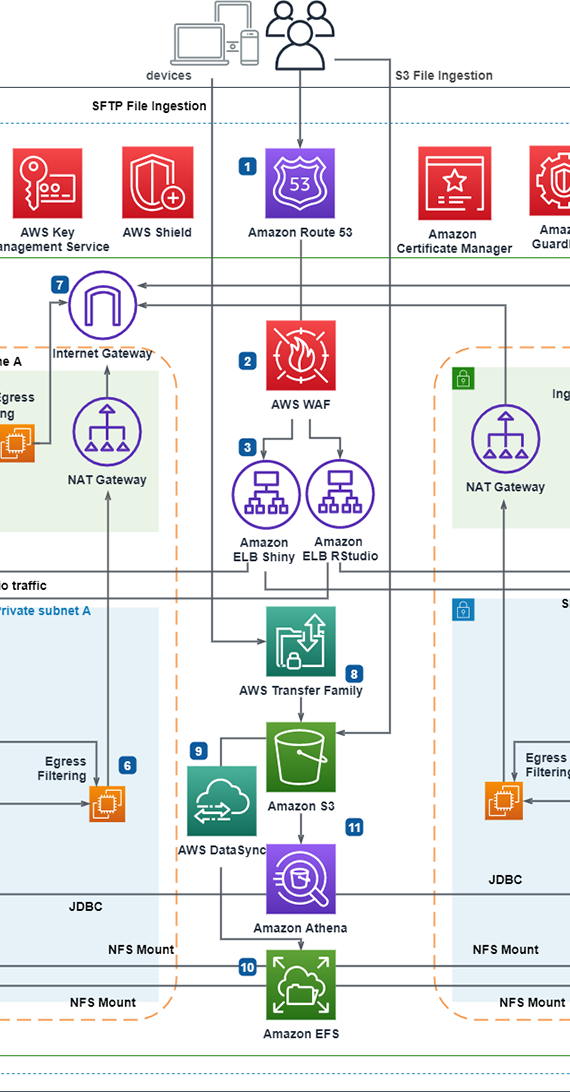 devices
S3 File Ingestion
SFTP File Ingestion
1
53
AWS Key
anagement Service
AWS Shield
Amazon Route 53
Amazon
Certificate Manager
Amaz
Guardi
7
Internet Gateway
ne A
Egress
ng
NAT Gateway
2
AWS WAF
3
Amazon
ELB Shiny
Amazon
ELB RStudio
Ing
NAT Gateway
io traffic
Private subnet A
S
AWS Transfer Family
8
9
Egress
Filtering
6
Amazon S3
Egress
Filtering
AWS DataSync
11
JDBC
JDBC
Amazon Athena
NFS Mount
NFS Mount
10
NFS Mount
NFS Mount
Amazon EFS